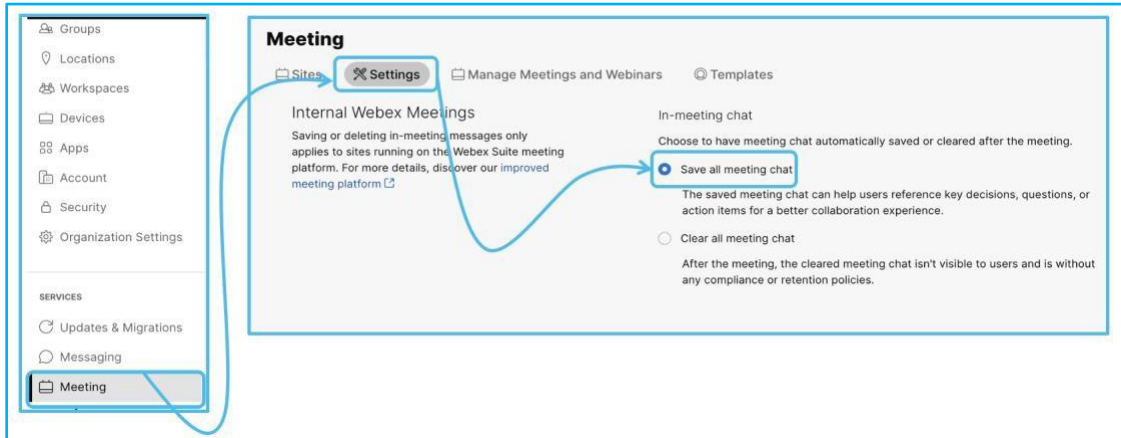 Groups
Locations
Workspaces
Devices
Apps
Account
Security
Organization Settings
SERVICES
Updates & Migrations
Messaging
Meeting
Meeting
Sites
Settings
Manage Meetings and Webinars
Templates
Internal Webex Meetings
Saving or deleting in-meeting messages only
applies to sites running on the Webex Suite meeting
platform. For more details, discover our improved
meeting platform
In-meeting chat
Choose to have meeting chat automatically saved or cleared after the meeting.
Save all meeting chat
The saved meeting chat can help users reference key decisions, questions, or
action items for a better collaboration experience.
Clear all meeting chat
After the meeting, the cleared meeting chat isn't visible to users and is without
any compliance or retention policies.